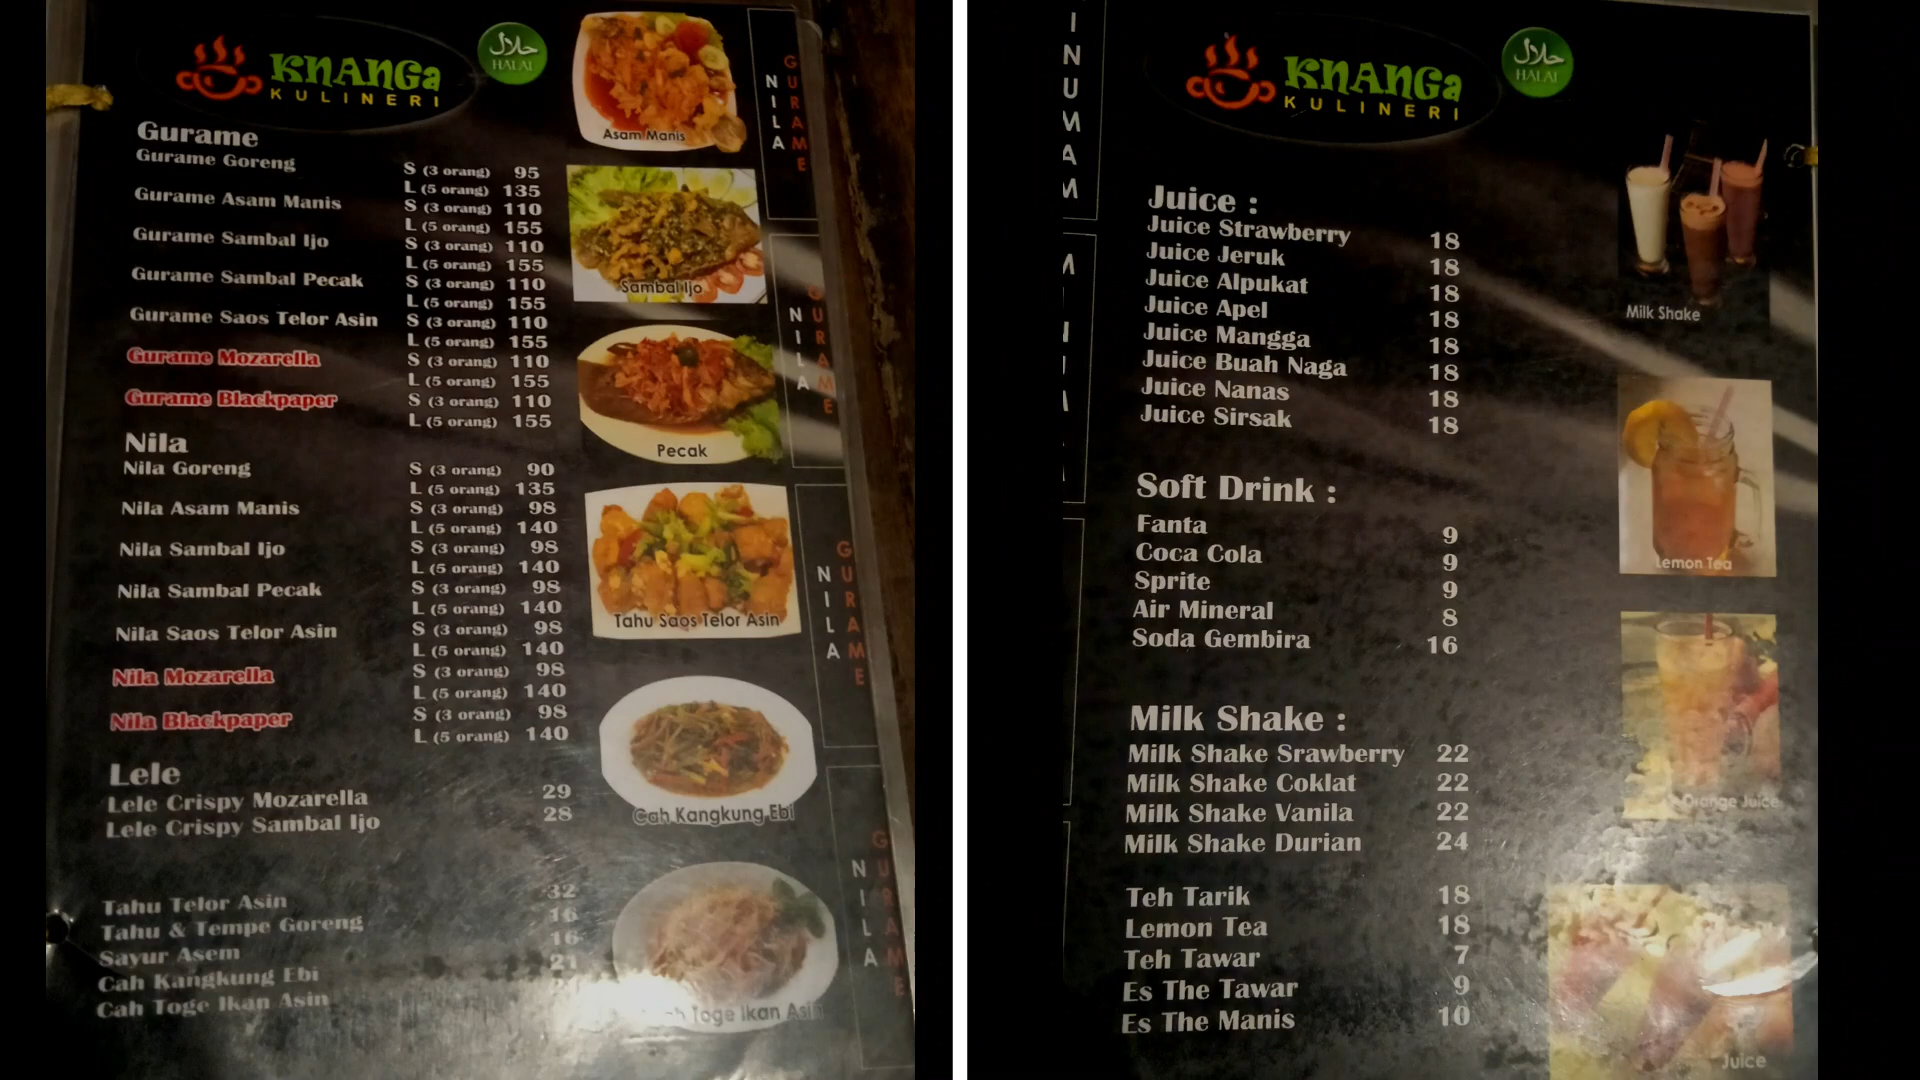 KNANGa
KULINERI
حلال
HALAL
Gurame
Gurame Goreng S (3 orang) 95
L (5 orang) 135
Gurame Asam Manis S (3 orang) 110
L (5 orang) 155
Gurame Sambal Ijo S (3 orang) 110
L (5 orang) 155
Gurame Sambal Pecak S (3 orang) 110
L (5 orang) 155
Gurame Saos Telor Asin S (3 orang) 110
L (5 orang) 155
Gurame Mozarella S (3 orang) 110
L (5 orang) 155
Gurame Blackpaper S (3 orang) 110
L (5 orang) 155
Nila
Nila Goreng S (3 orang) 90
L (5 orang) 135
Nila Asam Manis S (3 orang) 98
L (5 orang) 140
Nila Sambal Ijo S (3 orang) 98
L (5 orang) 140
Nila Sambal Pecak S (3 orang) 98
L (5 orang) 140
Nila Saos Telor Asin S (3 orang) 98
L (5 orang) 140
Nila Mozarella S (3 orang) 98
L (5 orang) 140
Nila Blackpaper S (3 orang) 98
L (5 orang) 140
Lele
Lele Crispy Mozarella 29
Lele Crispy Sambal Ijo 28
Tahu Telor Asin 32
Tahu & Tempe Goreng 16
Sayur Asem 16
Cah Kangkung Ebi 21
Cah Toge Ikan Asin
Asam Manis
Sambal Ijo
Pecak
Tahu Saos Telor Asin
Cah Kangkung Ebi
Toge Ikan Asin
NILA GURAME
NILA GURAME
NILA GURAME
NILA GURAME
INUMAM
KNANGa
KULINERI
حلال
HALAL
Juice :
Juice Strawberry 18
Juice Jeruk 18
Juice Alpukat 18
Juice Apel 18
Juice Mangga 18
Juice Buah Naga 18
Juice Nanas 18
Juice Sirsak 18
Soft Drink :
Fanta 9
Coca Cola 9
Sprite 9
Air Mineral 8
Soda Gembira 16
Milk Shake :
Milk Shake Srawberry 22
Milk Shake Coklat 22
Milk Shake Vanila 22
Milk Shake Durian 24
Teh Tarik 18
Lemon Tea 18
Teh Tawar 7
Es The Tawar 9
Es The Manis 10
Milk Shake
Lemon Tea
Orange Juice
Juice